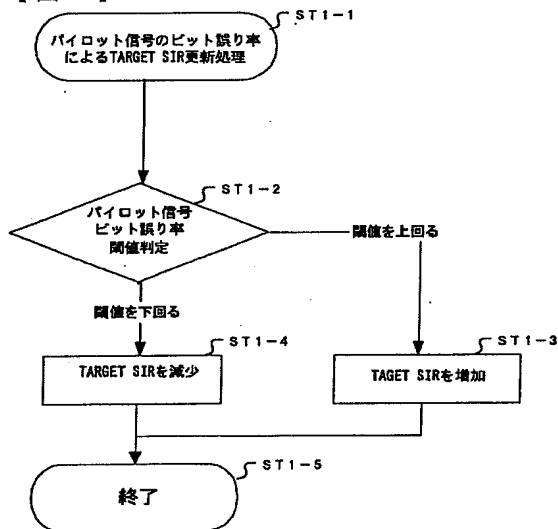 ST1-1
パイロット信号のビット誤り率
によるTARGET SIR更新処理
ST1-2
パイロット信号
ビット誤り率
閾値判定
閾値を上回る
閾値を下回る
ST1-4
TARGET SIRを減少
ST1-3
TAGET SIRを増加
ST1-5
終了